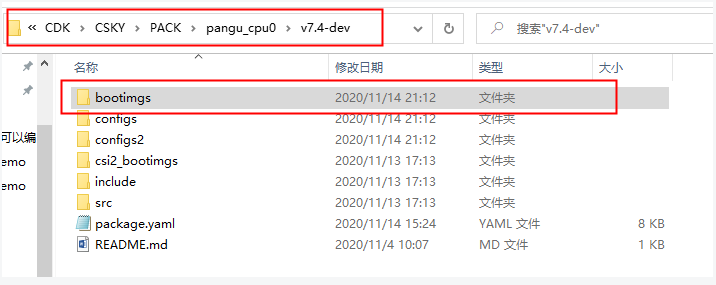 « CDK > CSKY > PACK > pangu_cpu0 > v7.4-dev 搜索"v7.4-dev"
名称 修改日期 类型 大小
bootimgs 2020/11/14 21:12 文件夹
configs 2020/11/14 21:12 文件夹
可以编 configs2 2020/11/14 21:12 文件夹
emo csi2_bootimgs 2020/11/13 17:13 文件夹
emo include 2020/11/13 17:13 文件夹
src 2020/11/13 17:13 文件夹
package.yaml 2020/11/14 15:24 YAML 文件 8 KB
README.md 2020/11/4 10:07 MD 文件 1 KB